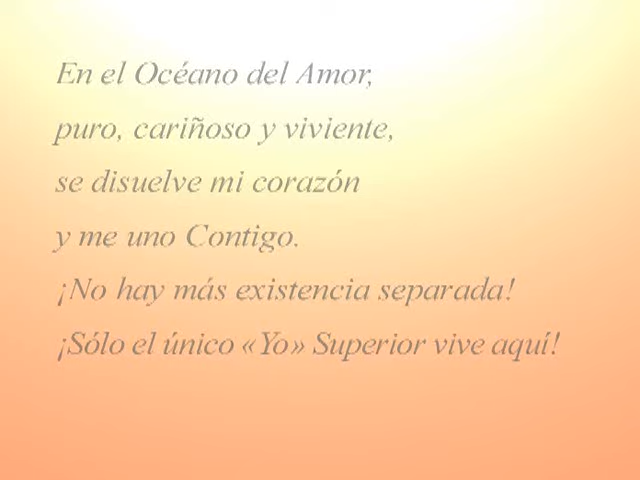 En el Océano del Amor,
puro, cariñoso y viviente,
se disuelve mi corazón
y me uno Contigo.
¡No hay más existencia separada!
¡Sólo el único «Yo» Superior vive aquí!